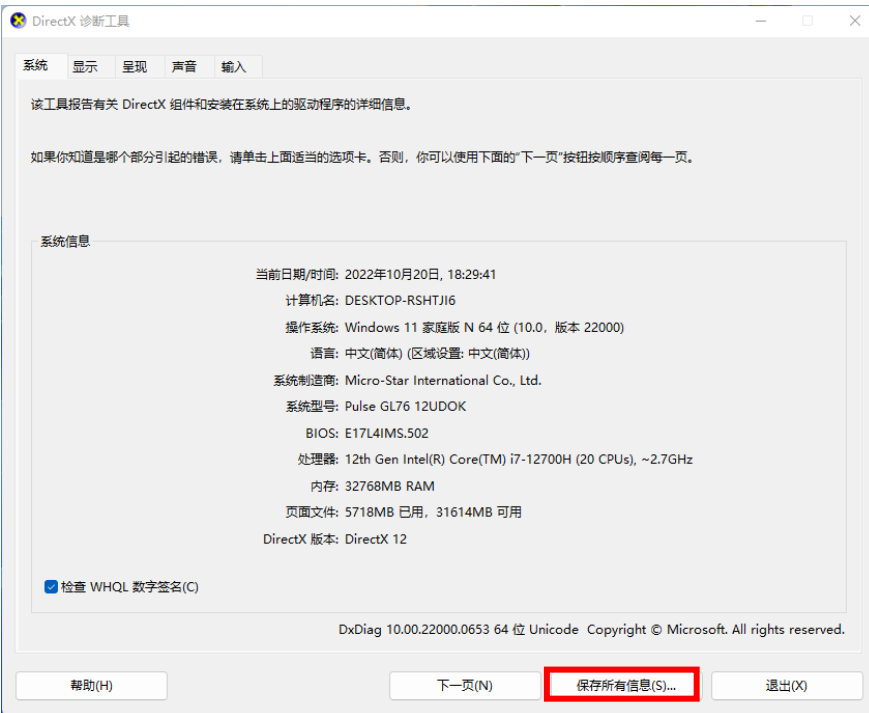 DirectX 诊断工具
系统 显示 呈现 声音 输入
该工具报告有关 DirectX 组件和安装在系统上的驱动程序的详细信息。
如果你知道是哪个部分引起的错误，请单击上面适当的选项卡。否则，你可以使用下面的"下一页"按钮按顺序查阅每一页。
系统信息
当前日期/时间: 2022年10月20日, 18:29:41
计算机名: DESKTOP-RSHTJI6
操作系统: Windows 11 家庭版 N 64 位 (10.0，版本 22000)
语言: 中文(简体) (区域设置: 中文(简体))
系统制造商: Micro-Star International Co., Ltd.
系统型号: Pulse GL76 12UDOK
BIOS: E17L4IMS.502
处理器: 12th Gen Intel(R) Core(TM) i7-12700H (20 CPUs), ~2.7GHz
内存: 32768MB RAM
页面文件: 5718MB 已用，31614MB 可用
DirectX 版本: DirectX 12
检查 WHQL 数字签名(C)
DxDiag 10.00.22000.0653 64 位 Unicode Copyright © Microsoft. All rights reserved.
帮助(H) 下一页(N) 保存所有信息(S)... 退出(X)